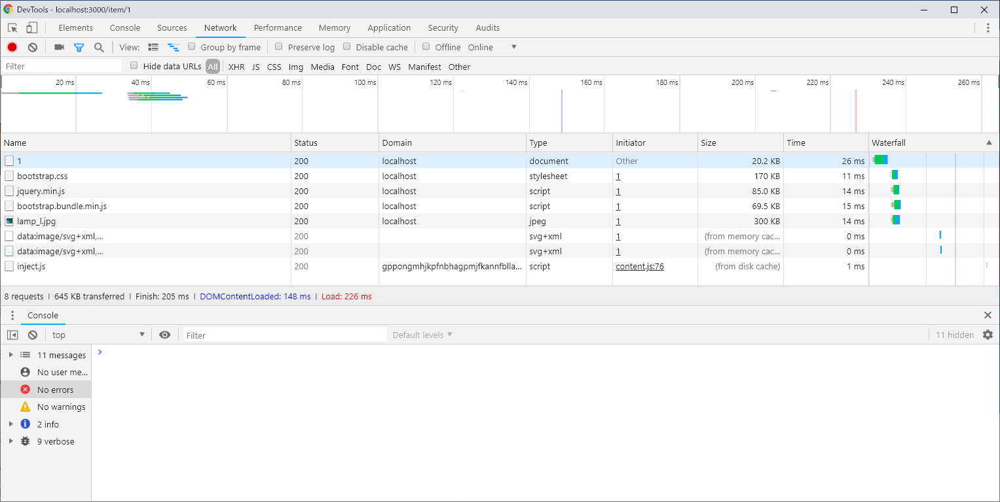 DevTools - localhost:3000/item/1
Elements Console Sources Network Performance Memory Application Security Audits
View: Group by frame Preserve log Disable cache Offline Online
Filter Hide data URLs All XHR JS CSS Img Media Font Doc WS Manifest Other
20 ms 40 ms 60 ms 80 ms 100 ms 120 ms 140 ms 160 ms 180 ms 200 ms 220 ms 240 ms 260 ms
Name Status Domain Type Initiator Size Time Waterfall
1 200 localhost document Other 20.2 KB 26 ms
bootstrap.css 200 localhost stylesheet 1 170 KB 11 ms
jquery.min.js 200 localhost script 1 85.0 KB 14 ms
bootstrap.bundle.min.js 200 localhost script 1 69.5 KB 15 ms
lamp_l.jpg 200 localhost jpeg 1 300 KB 14 ms
data:image/svg+xml,... 200 svg+xml 1 (from memory cac... 0 ms
data:image/svg+xml,... 200 svg+xml 1 (from memory cac... 0 ms
inject.js 200 gppongmhjkpfnbhagpmjfkannfblla... script content.js:76 (from disk cache) 1 ms
8 requests | 645 KB transferred | Finish: 205 ms | DOMContentLoaded: 148 ms | Load: 226 ms
Console
top Filter Default levels 11 hidden
11 messages
No user me...
No errors
No warnings
2 info
9 verbose